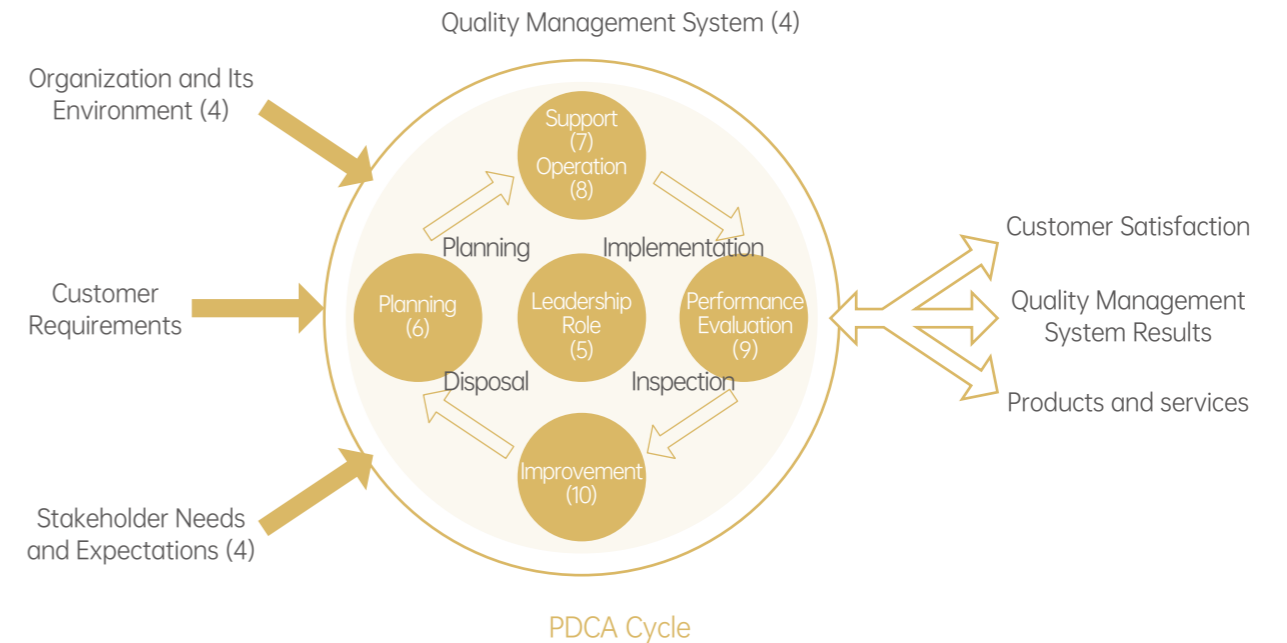 Quality Management System (4)
Organization and Its
Environment (4)
Support
(7)
Operation
(8)
Planning
Implementation
Customer
Requirements
Planning
(6)
Leadership
Role
(5)
Performance
Evaluation
(9)
Customer Satisfaction
Quality Management
System Results
Products and services
Disposal
Inspection
Improvement
(10)
Stakeholder Needs
and Expectations (4)
PDCA Cycle